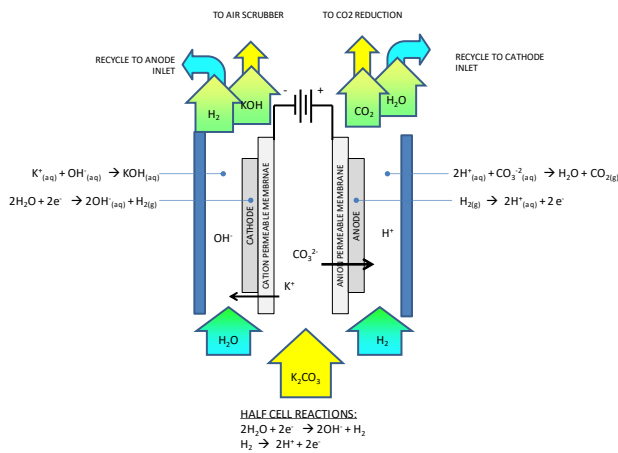 TO AIR SCRUBBER
TO CO2 REDUCTION
RECYCLE TO ANODE
INLET
RECYCLE TO CATHODE
INLET
H₂
KOH
-
+
CO₂
H₂O
K⁺(aq) + OH⁻(aq) → KOH(aq)
2H₂O + 2e⁻ → 2OH⁻(aq) + H₂(g)
2H⁺(aq) + CO₃⁻²(aq) → H₂O + CO₂(g)
H₂(g) → 2H⁺(aq) + 2 e⁻
CATHODE
CATION PERMEABLE MEMBRNAE
ANION PERMEABLE MEMBRANE
ANODE
OH⁻
H⁺
CO₃²⁻
K⁺
H₂O
H₂
K₂CO₃
HALF CELL REACTIONS:
2H₂O + 2e⁻ → 2OH⁻ + H₂
H₂ → 2H⁺ + 2e⁻